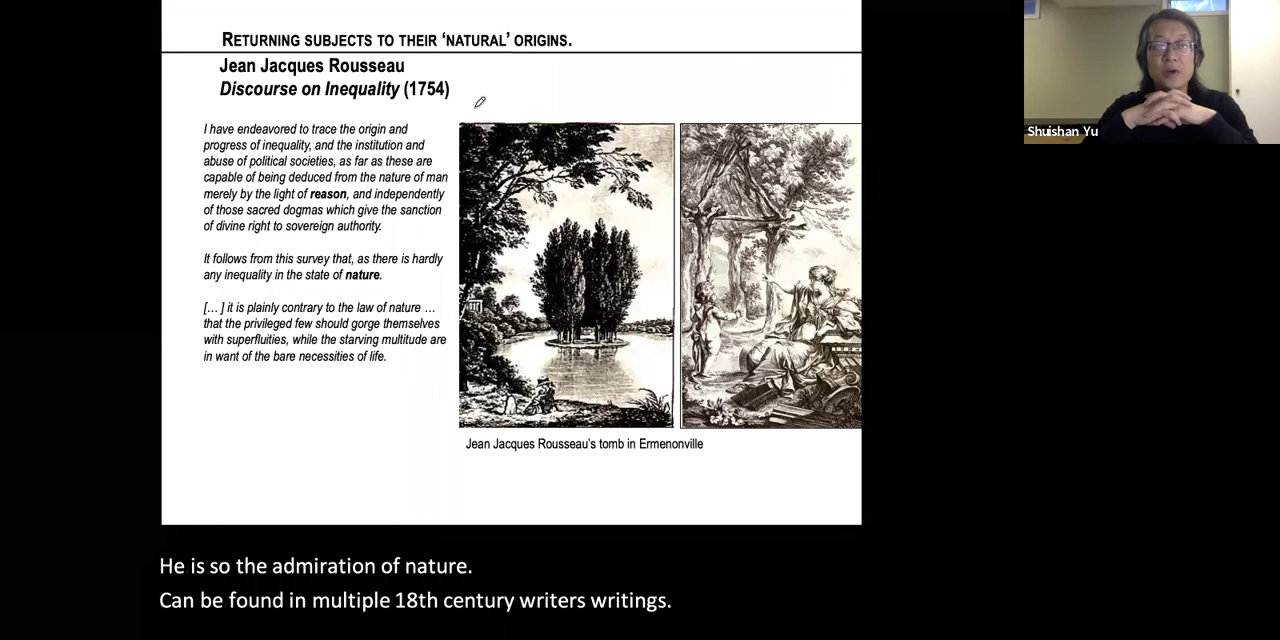 RETURNING SUBJECTS TO THEIR ‘NATURAL’ ORIGINS.
Jean Jacques Rousseau
Discourse on Inequality (1754)
I have endeavored to trace the origin and
progress of inequality, and the institution and
abuse of political societies, as far as these are
capable of being deduced from the nature of man
merely by the light of reason, and independently
of those sacred dogmas which give the sanction
of divine right to sovereign authority.
It follows from this survey that, as there is hardly
any inequality in the state of nature.
[… ] it is plainly contrary to the law of nature …
that the privileged few should gorge themselves
with superfluities, while the starving multitude are
in want of the bare necessities of life.
Jean Jacques Rousseau's tomb in Ermenonville
Shuishan Yu
He is so the admiration of nature.
Can be found in multiple 18th century writers writings.